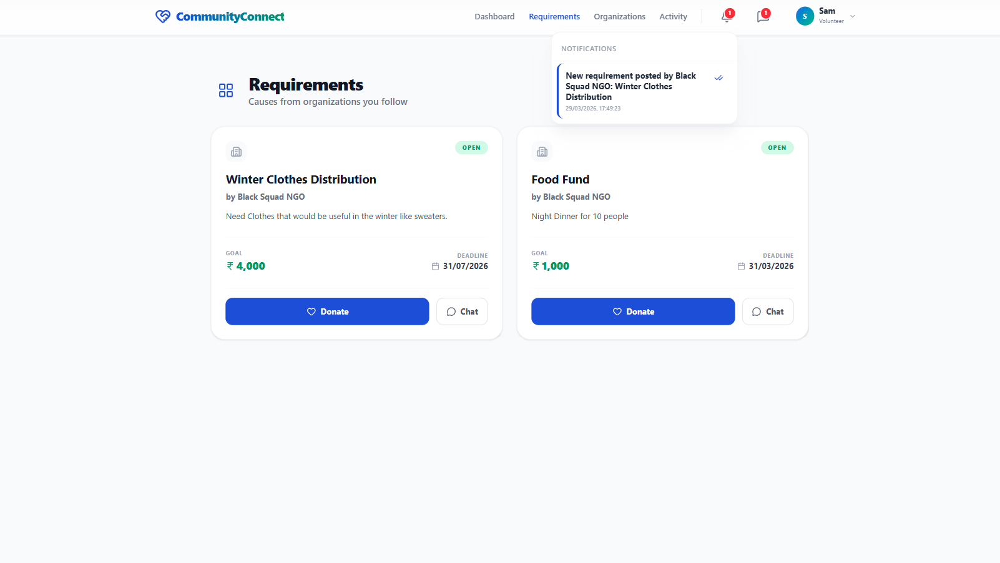 CommunityConnect
Dashboard
Requirements
Organizations
Activity
1
1
S
Sam
Volunteer
NOTIFICATIONS
New requirement posted by Black
Squad NGO: Winter Clothes
Distribution
29/03/2026, 17:49:23
Requirements
Causes from organizations you follow
OPEN
Winter Clothes Distribution
by Black Squad NGO
Need Clothes that would be useful in the winter like sweaters.
GOAL
₹ 4,000
DEADLINE
31/07/2026
Donate
Chat
OPEN
Food Fund
by Black Squad NGO
Night Dinner for 10 people
GOAL
₹ 1,000
DEADLINE
31/03/2026
Donate
Chat